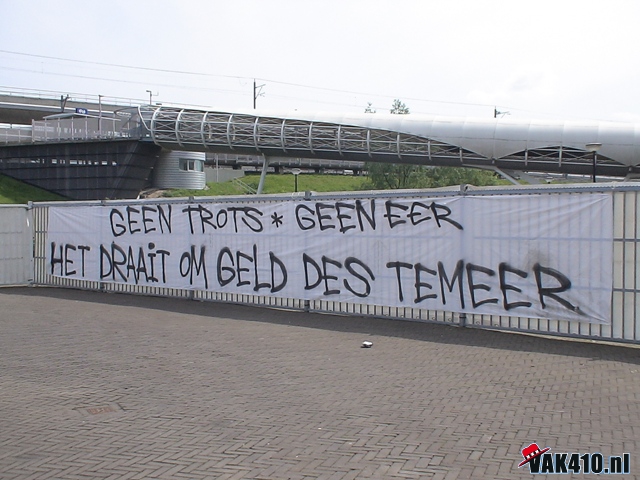 GEEN TROTS * GEEN EER
HET DRAAIT OM GELD DES TEMEER.
VAK410.nl